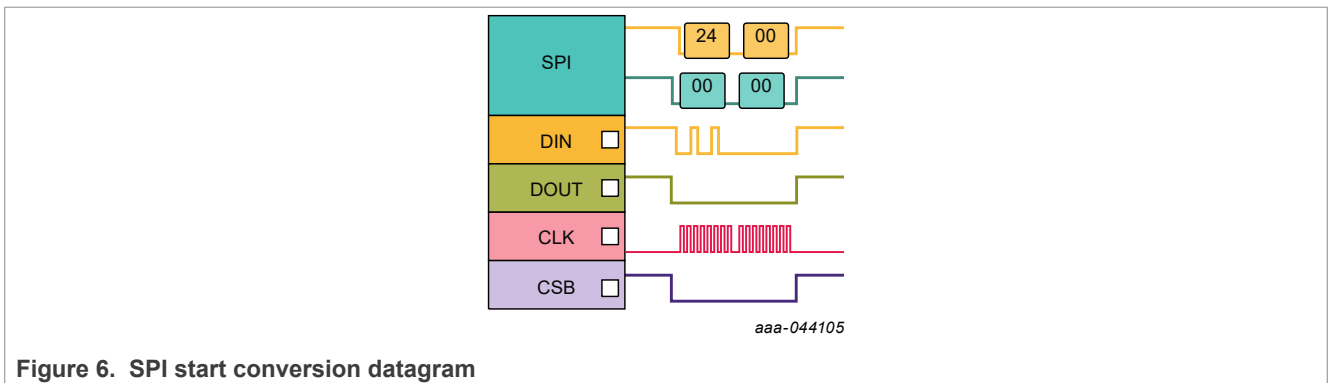 24 00
SPI
00 00
DIN
DOUT
CLK
CSB
aaa-044105
Figure 6. SPI start conversion datagram